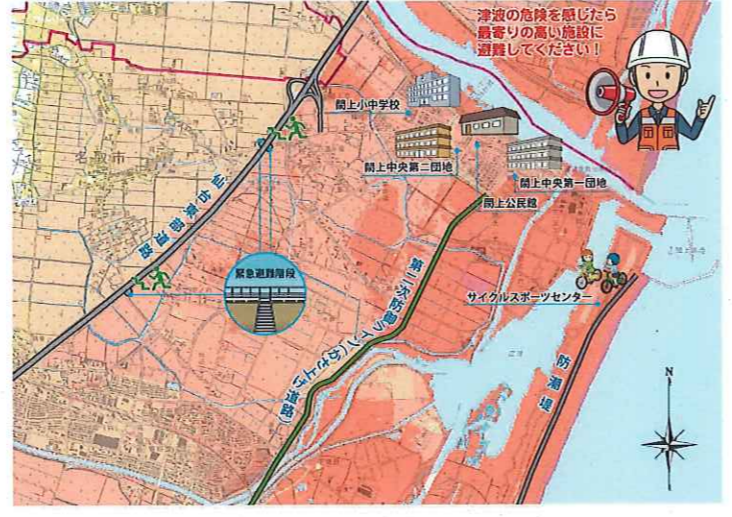 津波の危険を感じたら
最寄りの高い施設に
避難してください！
閖上小中学校
閖上中央第二団地
閖上中央第一団地
閖上公民館
名取市
仙台東部道路
緊急避難階段
第二次防御ライン（かさ上げ道路）
サイクルスポーツセンター
防潮堤
N